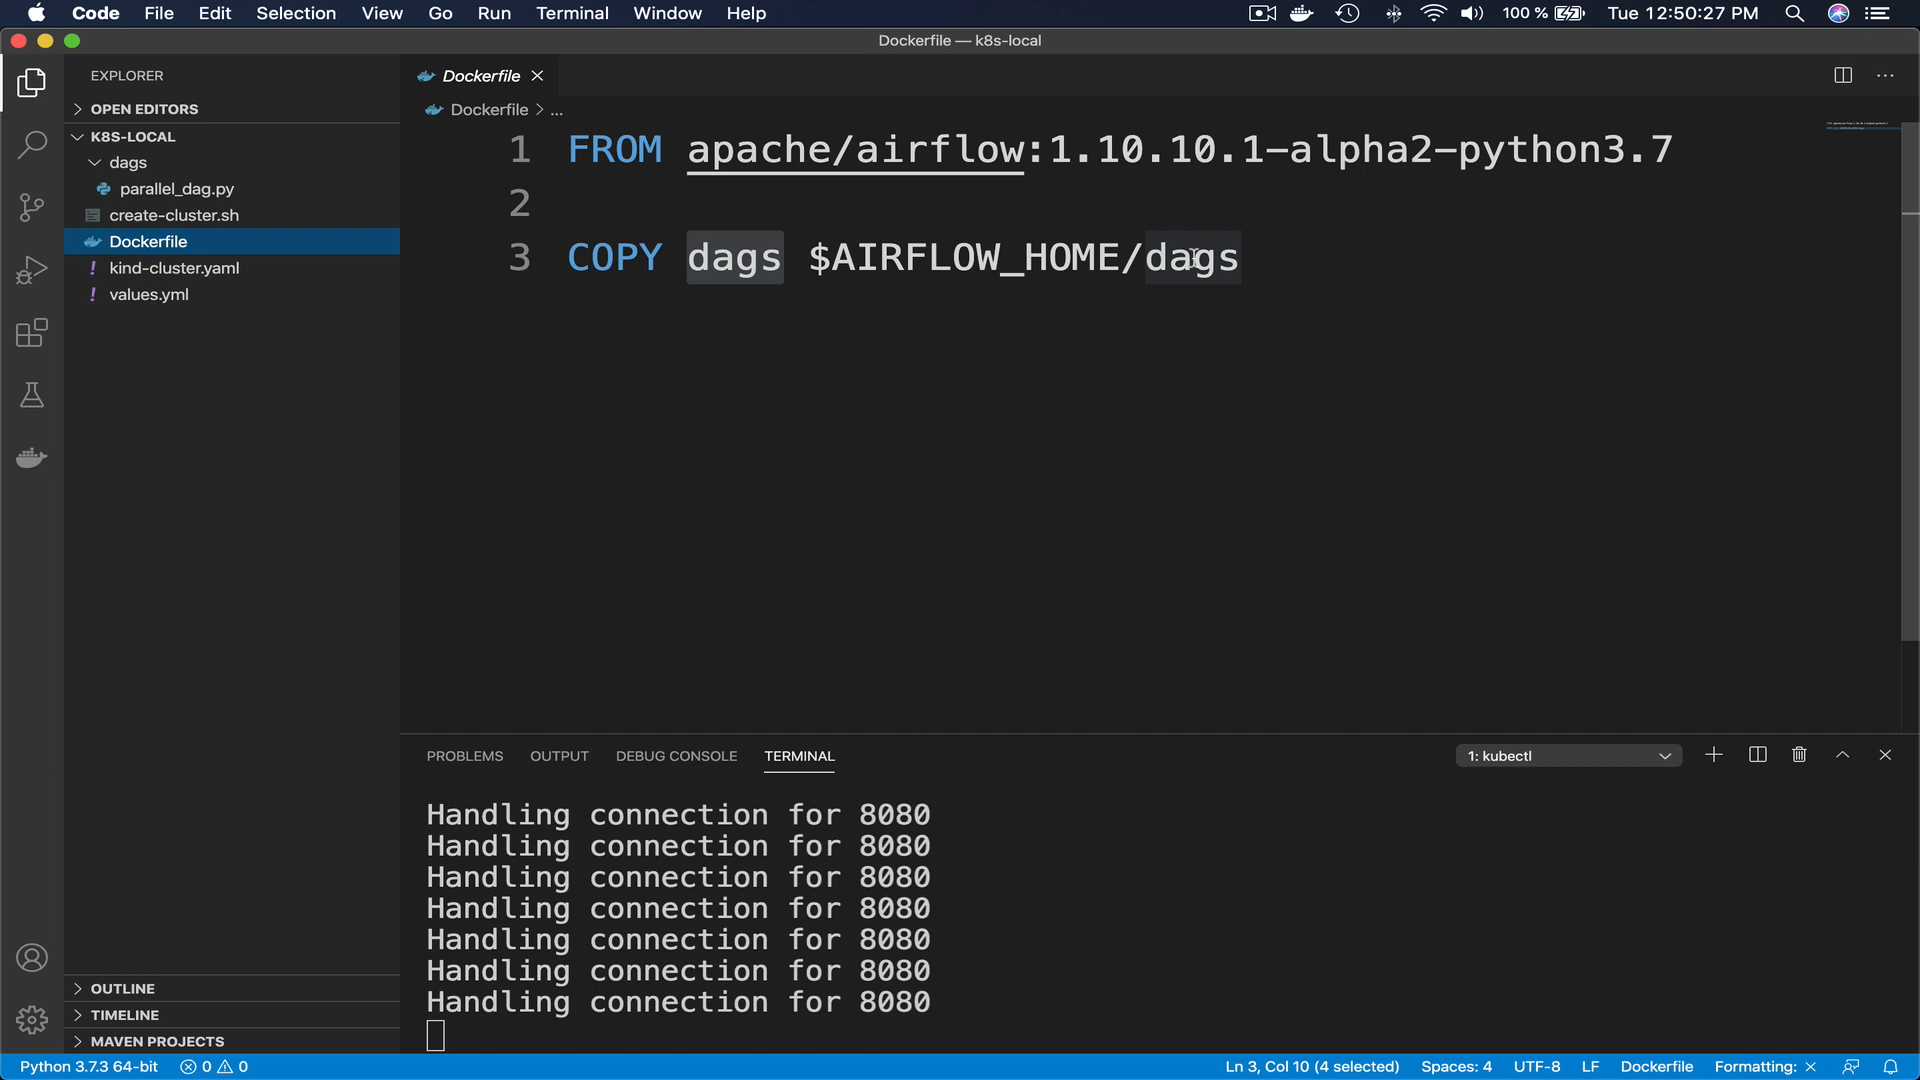 Code File Edit Selection View Go Run Terminal Window Help 100 % Tue 12:50:27 PM
Dockerfile — k8s-local
EXPLORER
OPEN EDITORS
K8S-LOCAL
dags
parallel_dag.py
create-cluster.sh
Dockerfile
! kind-cluster.yaml
! values.yml
OUTLINE
TIMELINE
MAVEN PROJECTS
Dockerfile
Dockerfile > ...
1 FROM apache/airflow:1.10.10.1-alpha2-python3.7
2
3 COPY dags $AIRFLOW_HOME/dags
PROBLEMS OUTPUT DEBUG CONSOLE TERMINAL 1: kubectl
Handling connection for 8080
Handling connection for 8080
Handling connection for 8080
Handling connection for 8080
Handling connection for 8080
Handling connection for 8080
Handling connection for 8080
Python 3.7.3 64-bit 0 0 Ln 3, Col 10 (4 selected) Spaces: 4 UTF-8 LF Dockerfile Formatting: ×